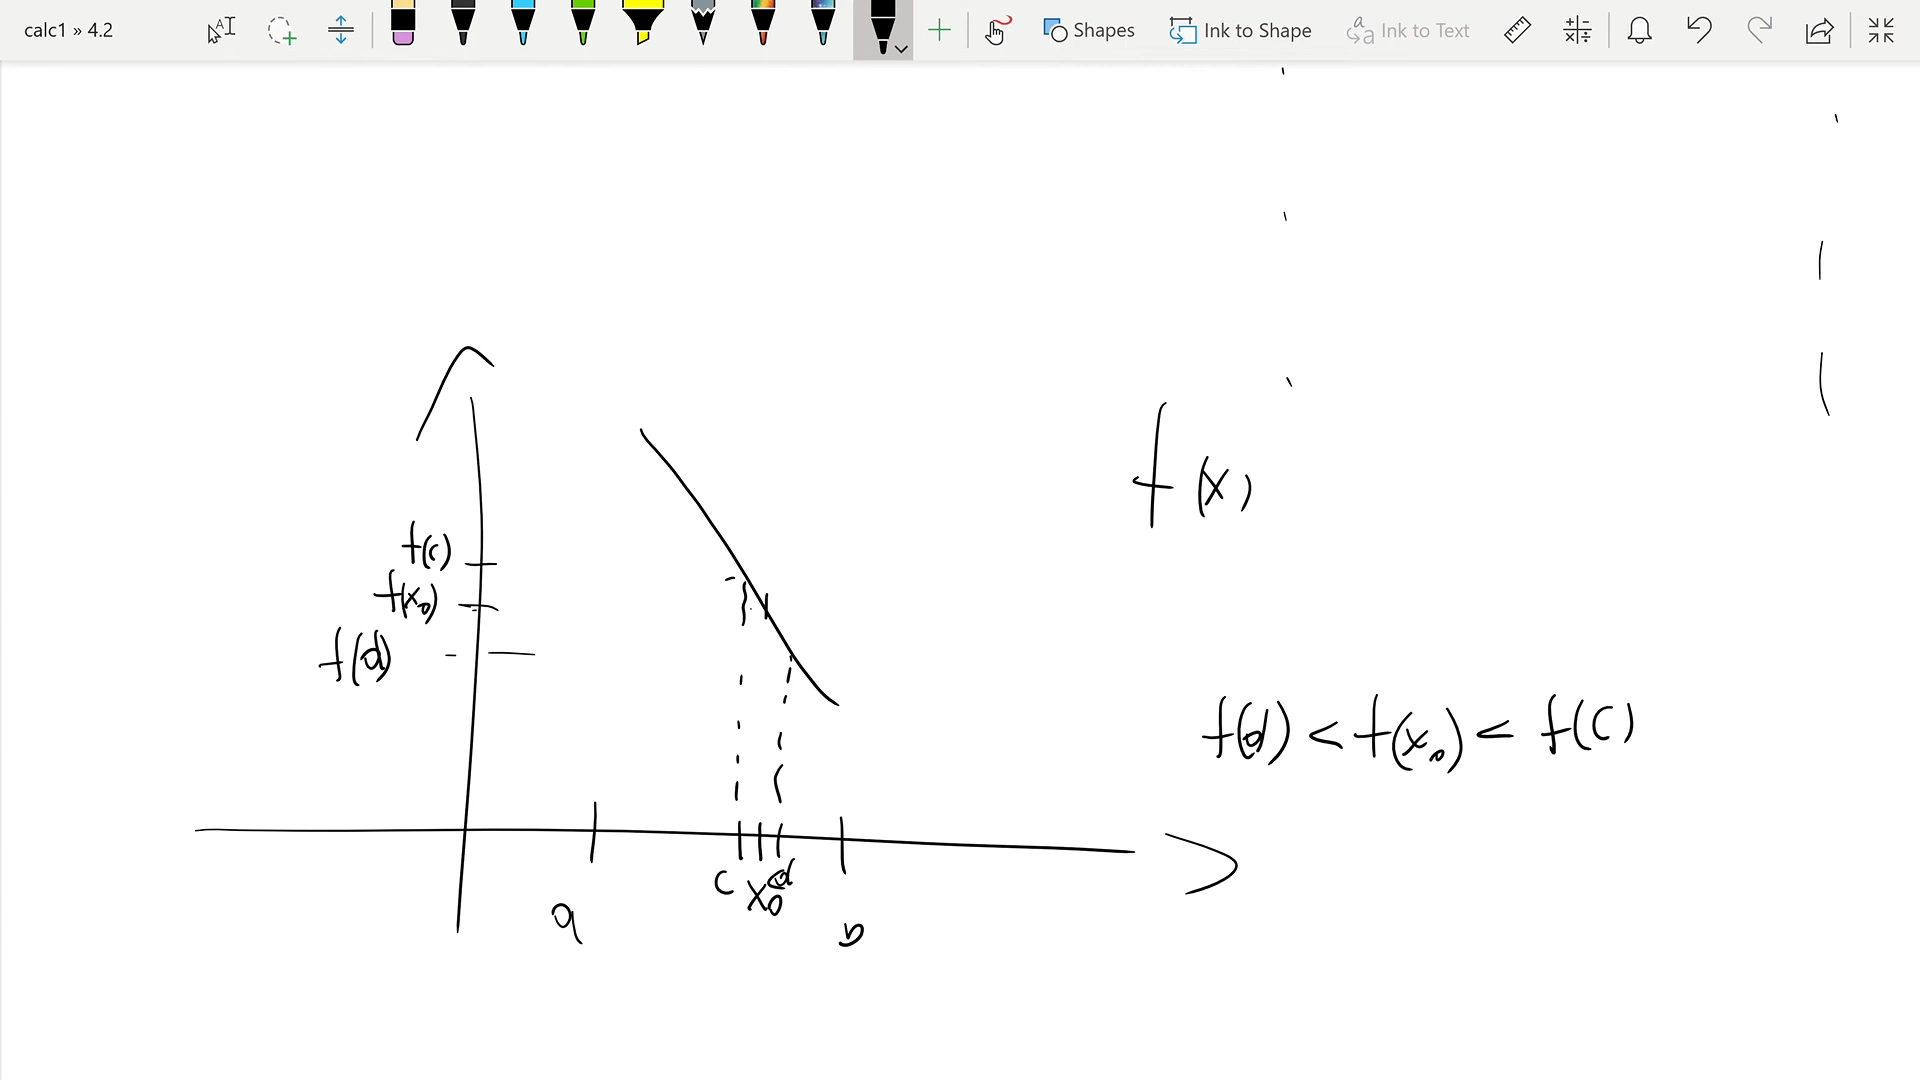 calc1 » 4.2
Shapes
Ink to Shape
Ink to Text
f(x)
f(c)
f(x₀)
f(d)
f(d) < f(x₀) < f(c)
c x₀ d
a b